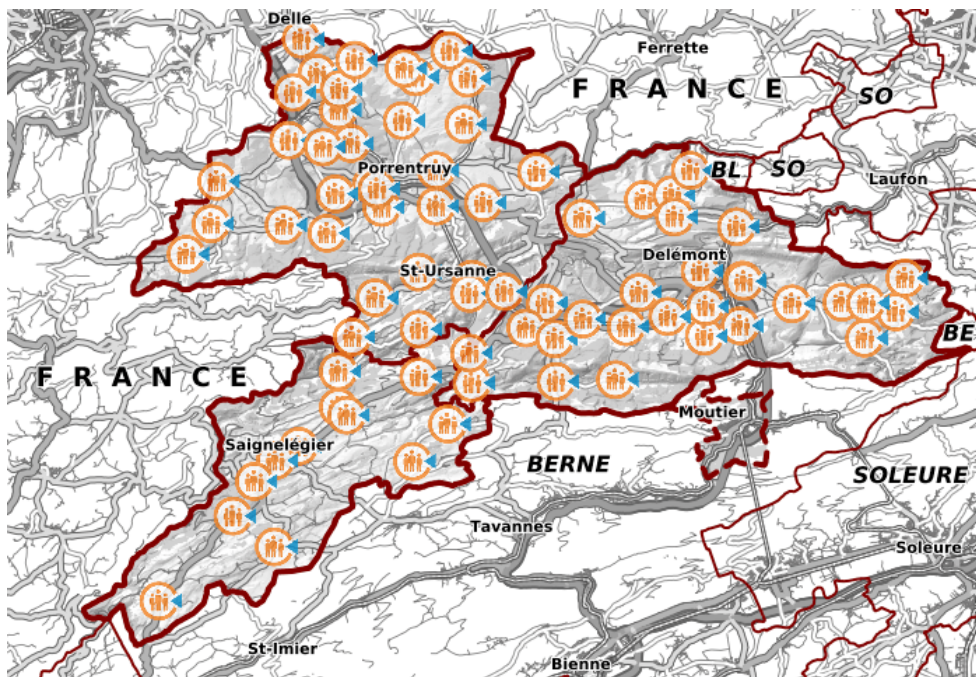 Delle
Ferrette
FRANCE
SO
Porrentruy
BL
SO
Laufon
St-Ursanne
Delémont
FRANCE
BE
Moutier
Saignelégier
BERNE
SOLEURE
Tavannes
Soleure
St-Imier
Bienne